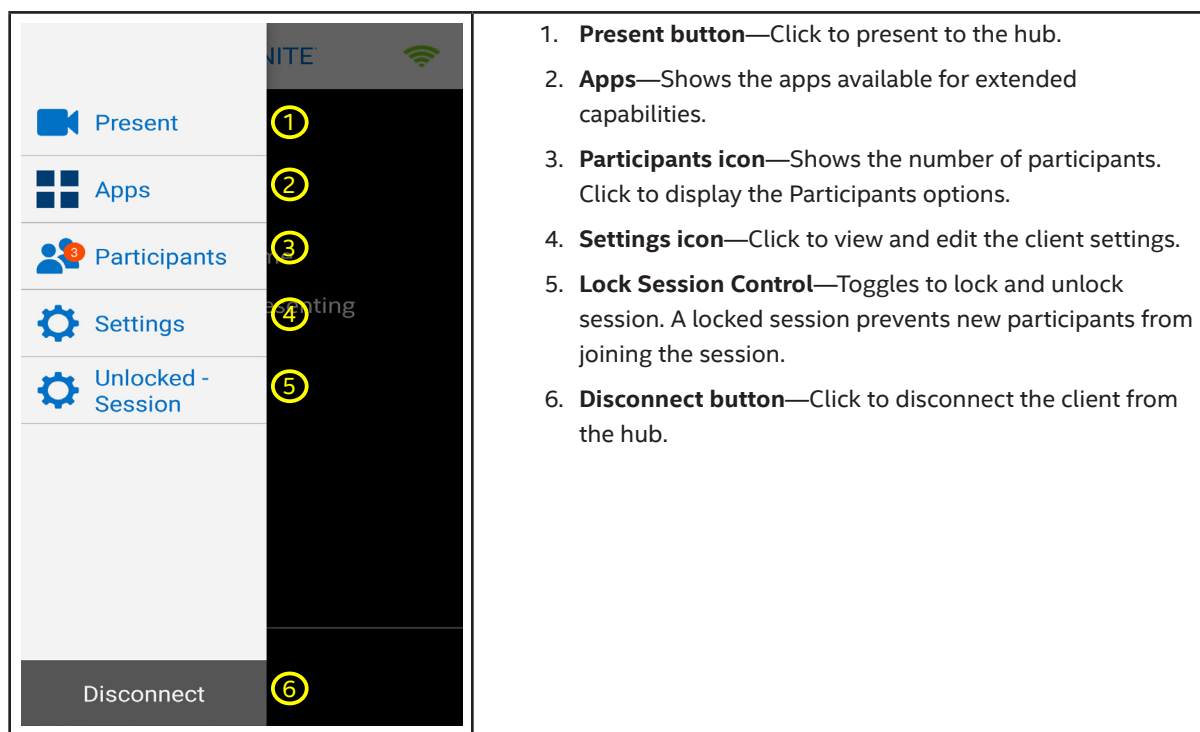 NITE
Present
1
Apps
2
3
Participants
3
Settings
esenting
4
Unlocked -
Session
5
Disconnect
6
1. Present button—Click to present to the hub.
2. Apps—Shows the apps available for extended
capabilities.
3. Participants icon—Shows the number of participants.
Click to display the Participants options.
4. Settings icon—Click to view and edit the client settings.
5. Lock Session Control—Toggles to lock and unlock
session. A locked session prevents new participants from
joining the session.
6. Disconnect button—Click to disconnect the client from
the hub.